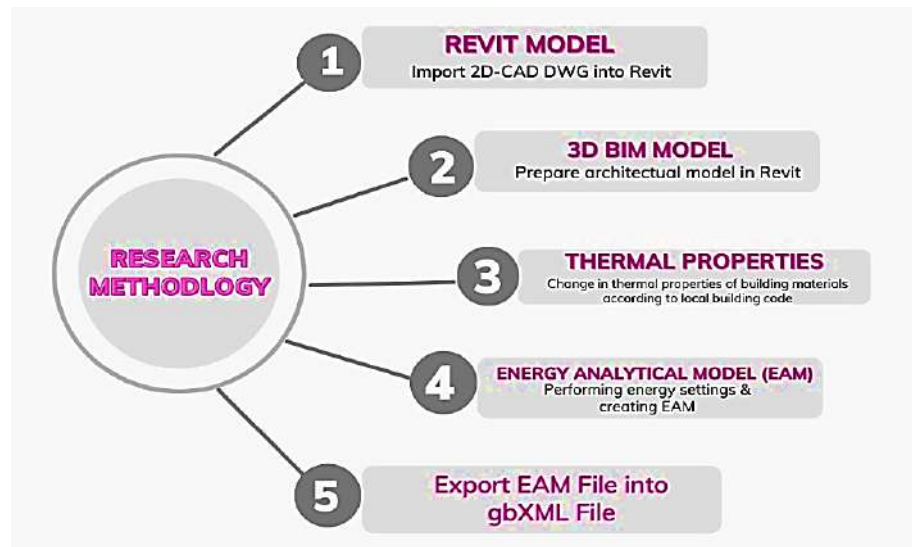 RESEARCH
METHODLOGY
1
REVIT MODEL
Import 2D-CAD DWG into Revit
2
3D BIM MODEL
Prepare architectual model in Revit
3
THERMAL PROPERTIES
Change in thermal properties of building materials
according to local building code
4
ENERGY ANALYTICAL MODEL (EAM)
Performing energy settings &
creating EAM
5
Export EAM File into
gbXML File